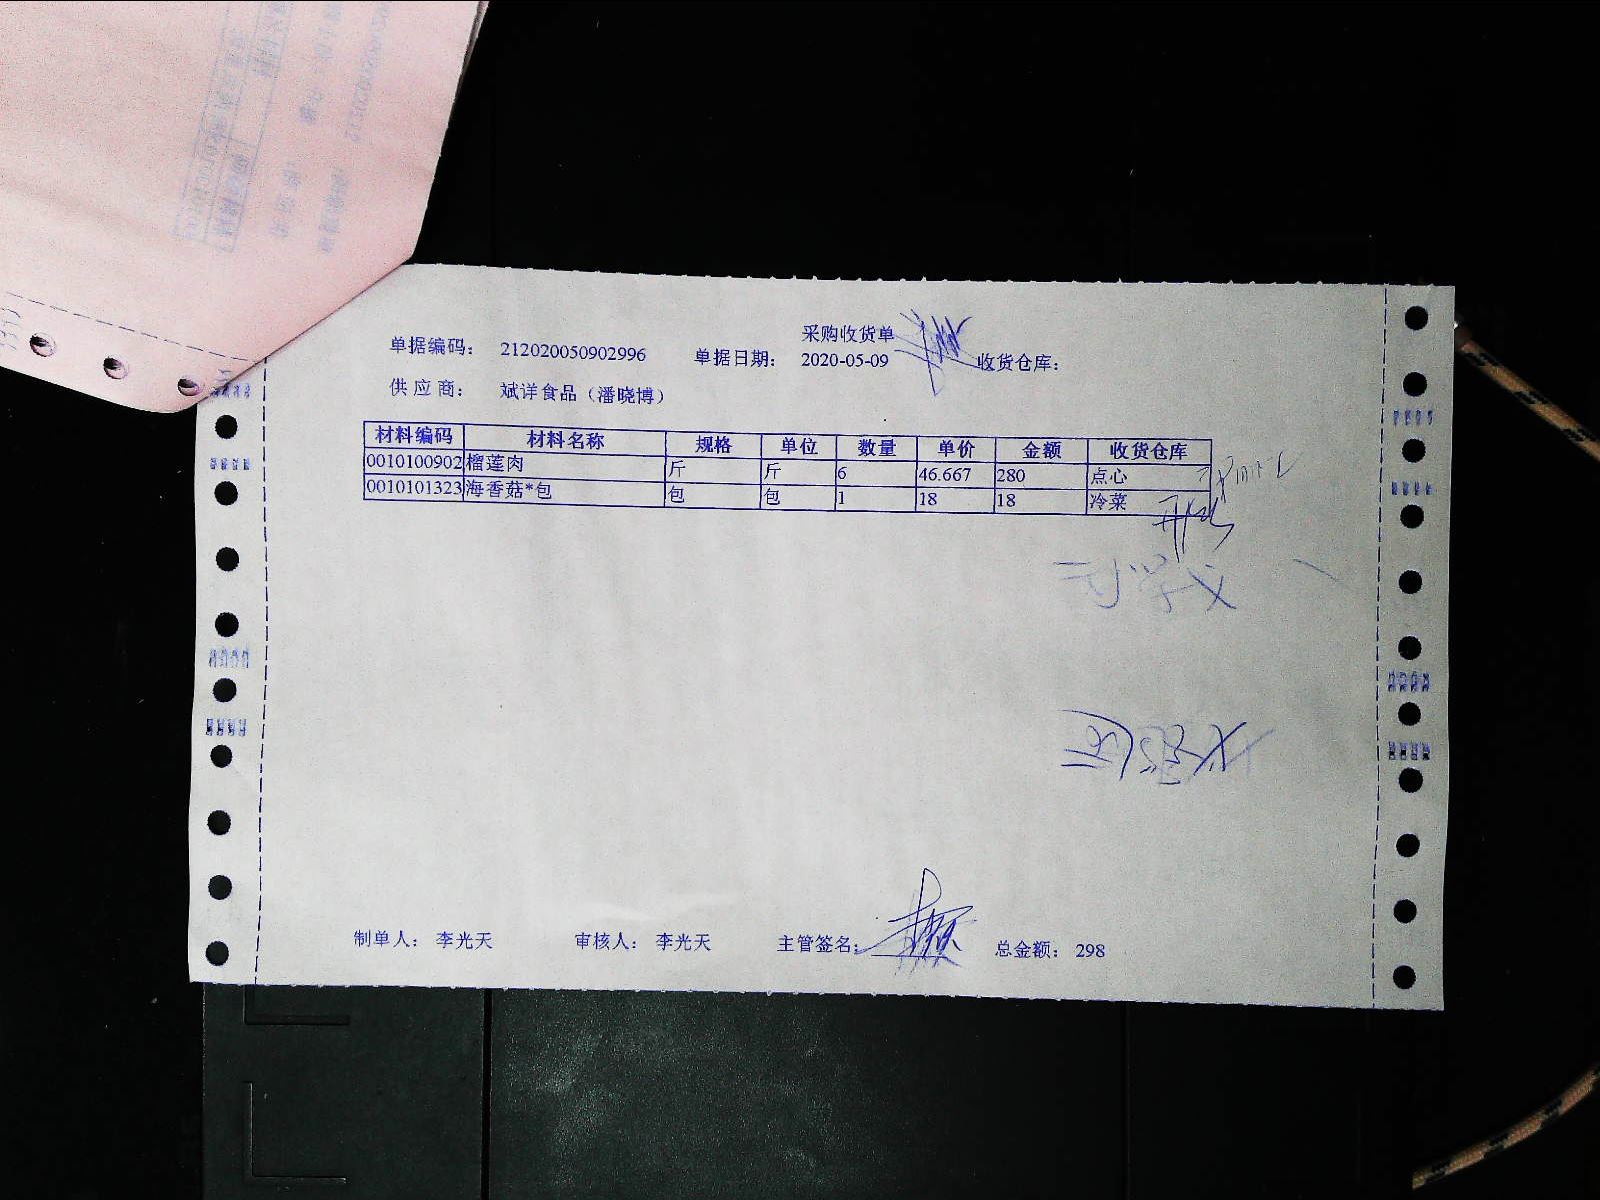 采购收货单
单据编码： 212020050902996 单据日期： 2020-05-09 收货仓库：
供应商： 斌详食品（潘晓博）
材料编码 材料名称 规格 单位 数量 单价 金额 收货仓库
0010100902 榴莲肉 斤 斤 6 46.667 280 点心
0010101323 海香菇*包 包 包 1 18 18 冷菜
制单人： 李光天 审核人： 李光天 主管签名： 总金额： 298